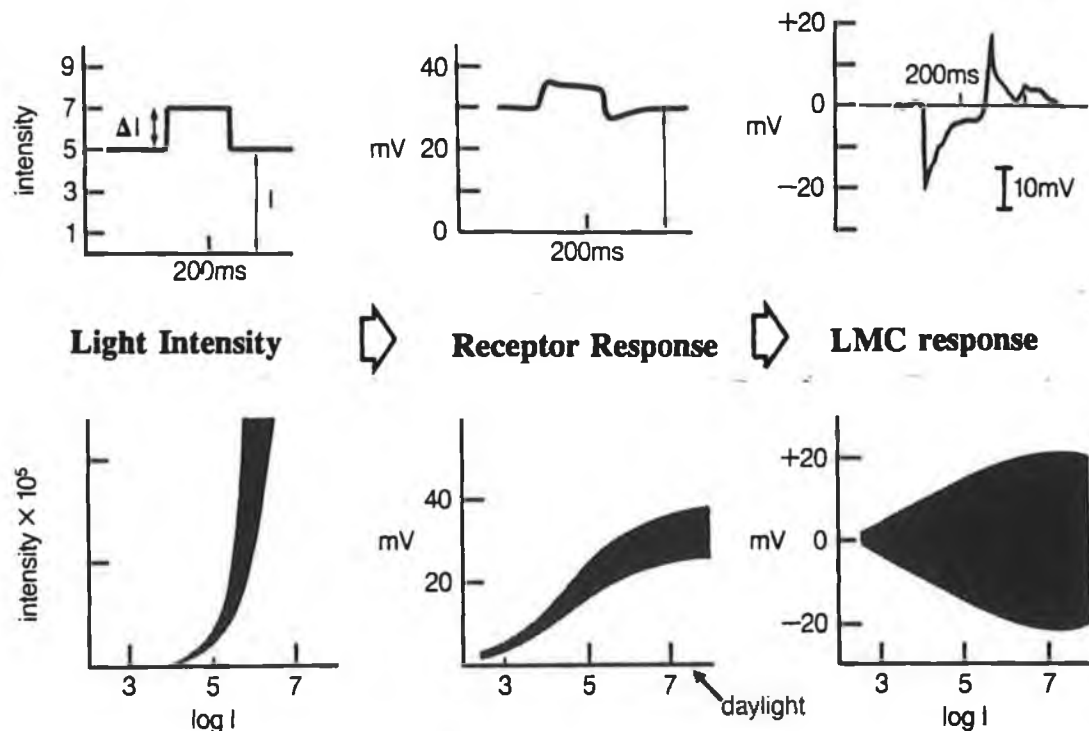 9
7
5
3
1
intensity
ΔI
I
200ms
40
20
0
mV
200ms
+20
0
−20
mV
200ms
10mV
Light Intensity
Receptor Response
LMC response
intensity × 10⁵
3 5 7
log I
40
20
mV
3 5 7
daylight
+20
0
−20
mV
3 5 7
log I